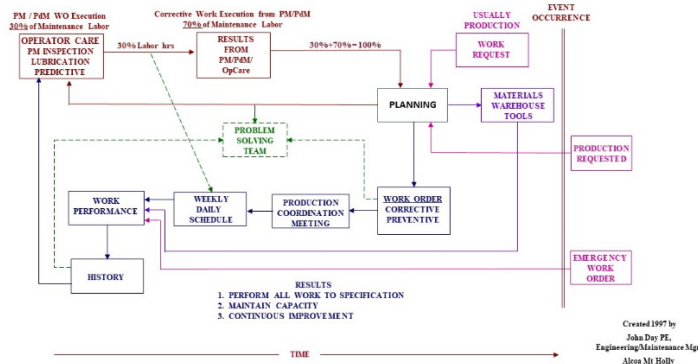 PM / PdM WO Execution
30% of Maintenance Labor
Corrective Work Execution from PM/PdM
70% of Maintenance Labor
USUALLY
PRODUCTION
EVENT
OCCURRENCE
OPERATOR CARE
PM INSPECTION
LUBRICATION
PREDICTIVE
30% Labor hrs
RESULTS
FROM
PM/PdM/
OpCare
30%+70%=100%
WORK
REQUEST
PLANNING
MATERIALS
WAREHOUSE
TOOLS
PROBLEM
SOLVING
TEAM
PRODUCTION
REQUESTED
WORK
PERFORMANCE
WEEKLY
DAILY
SCHEDULE
PRODUCTION
COORDINATION
MEETING
WORK ORDER
CORRECTIVE
PREVENTIVE
HISTORY
EMERGENCY
WORK
ORDER
RESULTS
1. PERFORM ALL WORK TO SPECIFICATION
2. MAINTAIN CAPACITY
3. CONTINUOUS IMPROVEMENT
Created 1997 by
John Day PE,
Engineering/Maintenance Mgr
Alcoa Mt Holly
TIME